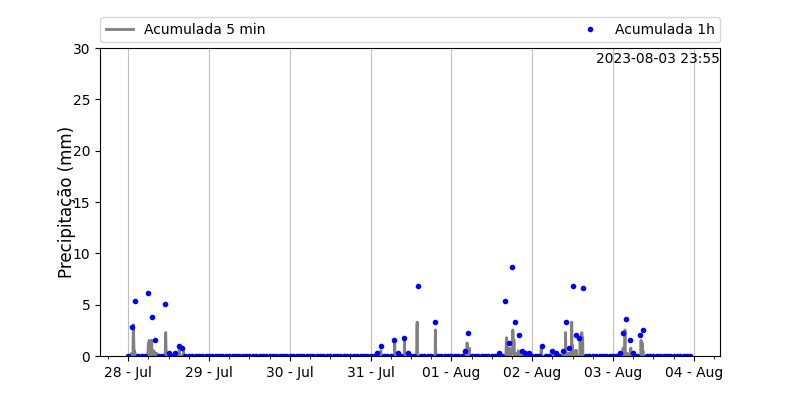 Acumulada 5 min
Acumulada 1h
2023-08-03 23:55
Precipitação (mm)
30
25
20
15
10
5
0
28 - Jul
29 - Jul
30 - Jul
31 - Jul
01 - Aug
02 - Aug
03 - Aug
04 - Aug